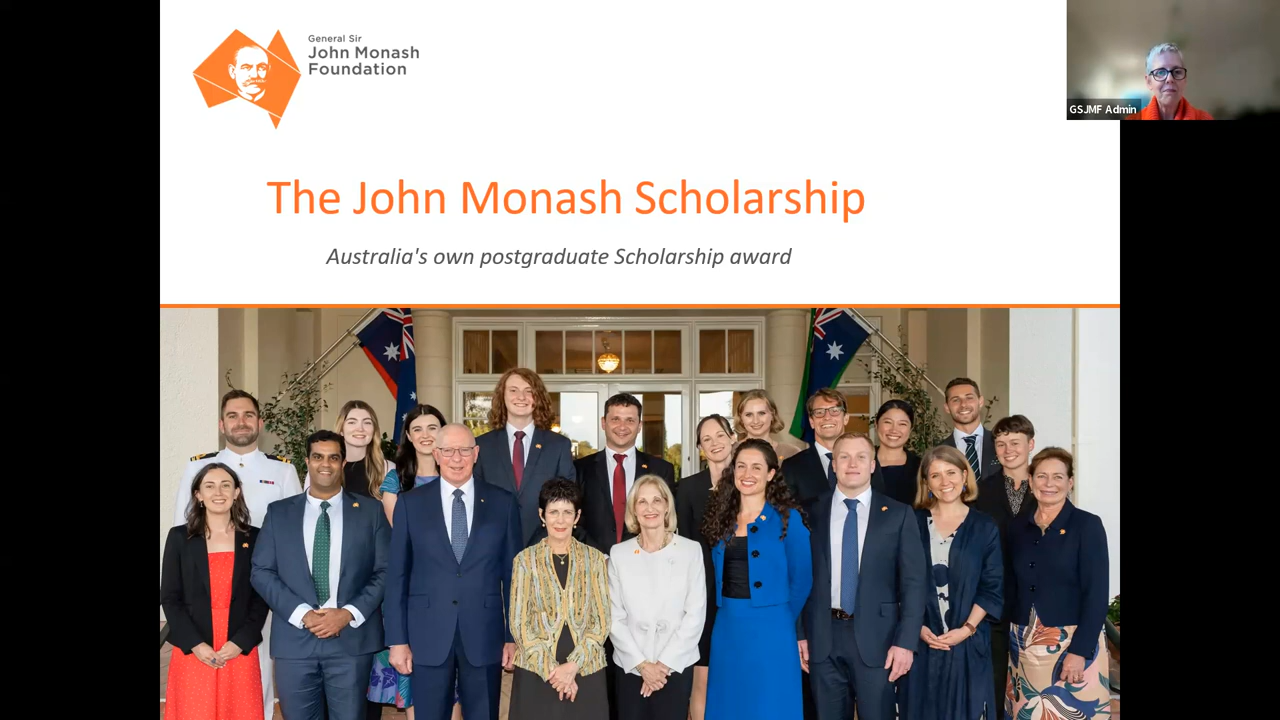 General Sir
John Monash
Foundation
GSJMF Admin
The John Monash Scholarship
Australia's own postgraduate Scholarship award